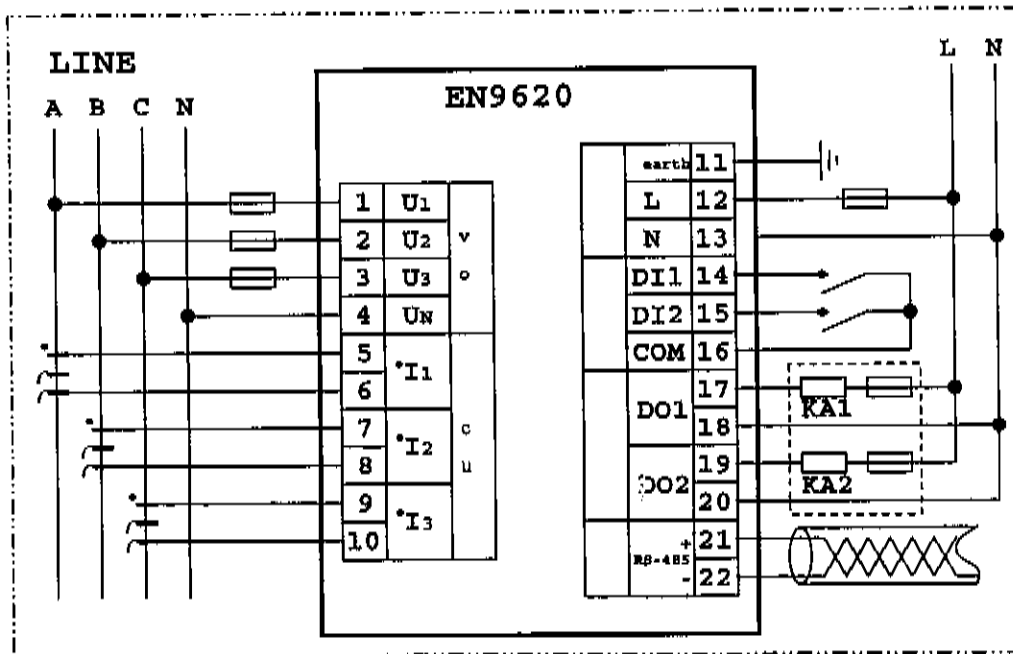 LINE
A B C N
L N
EN9620
1 U1
2 U2
3 U3
4 UN
v
o
5
6
*I1
7
8
*I2
9
10
*I3
c
u
earth 11
L 12
N 13
DI1 14
DI2 15
COM 16
DO1
17
18
DO2
19
20
RS-485
+ 21
- 22
KA1
KA2